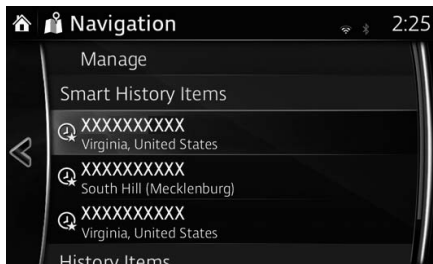 Navigation 2:25
Manage
Smart History Items
XXXXXXXXXX
Virginia, United States
XXXXXXXXXX
South Hill (Mecklenburg)
XXXXXXXXXX
Virginia, United States
History Items